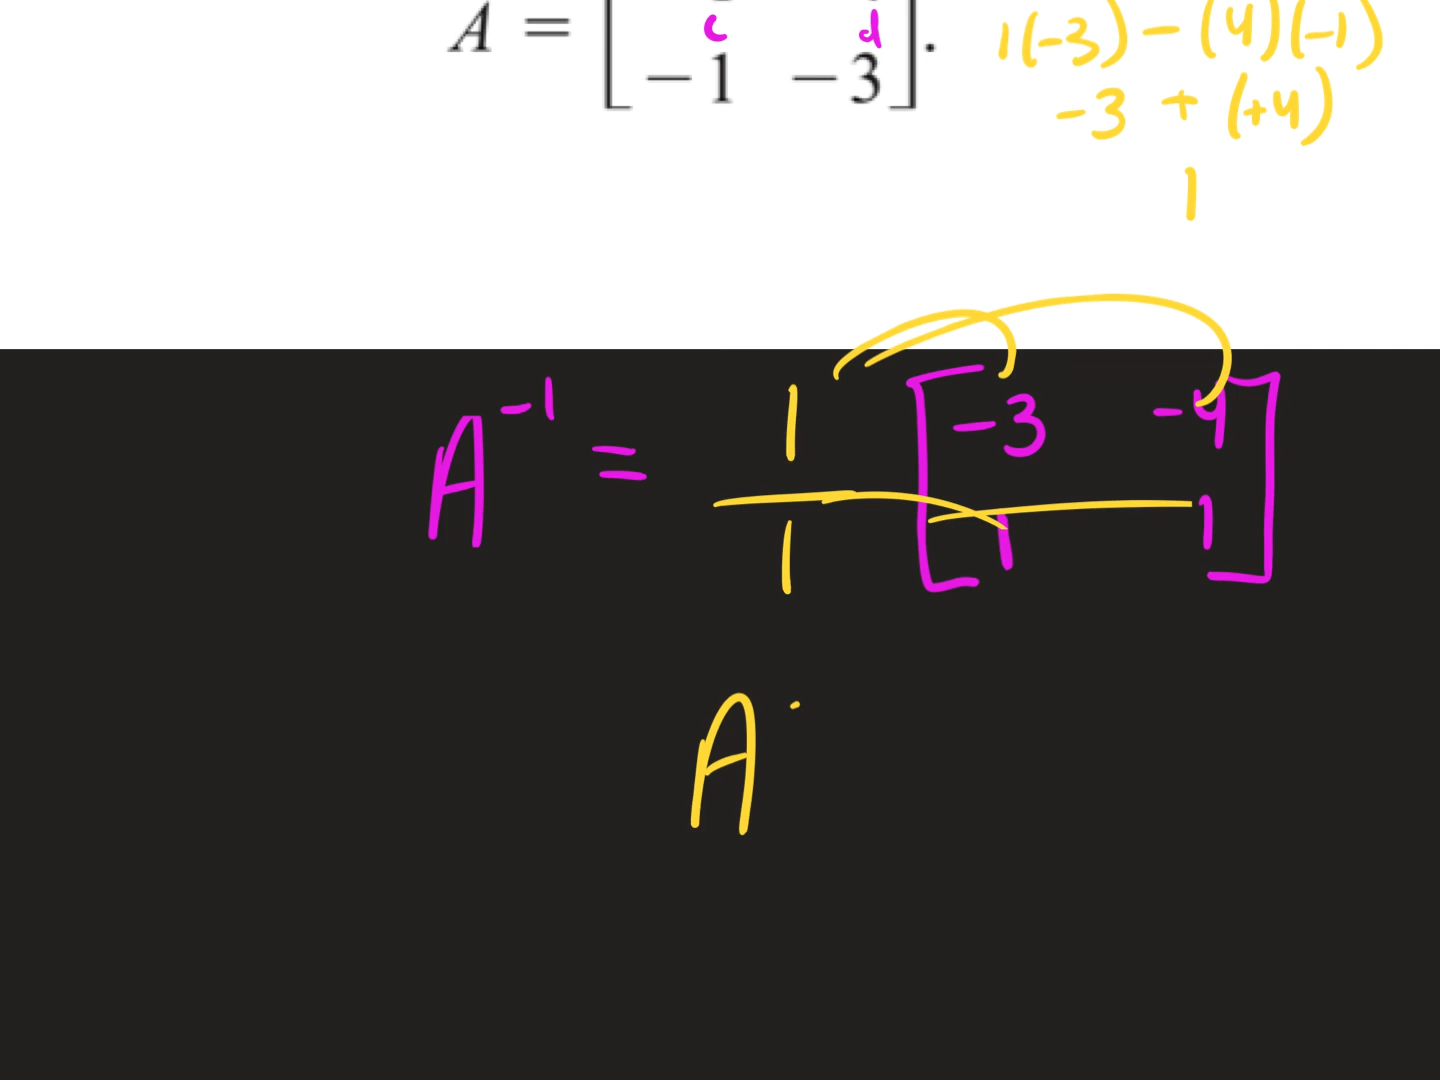 A = [ c d
-1 -3 ].
1(-3) - (4)(-1)
-3 + (+4)
1
A^-1 = 1/1 [ -3 -4
1 1 ]
A